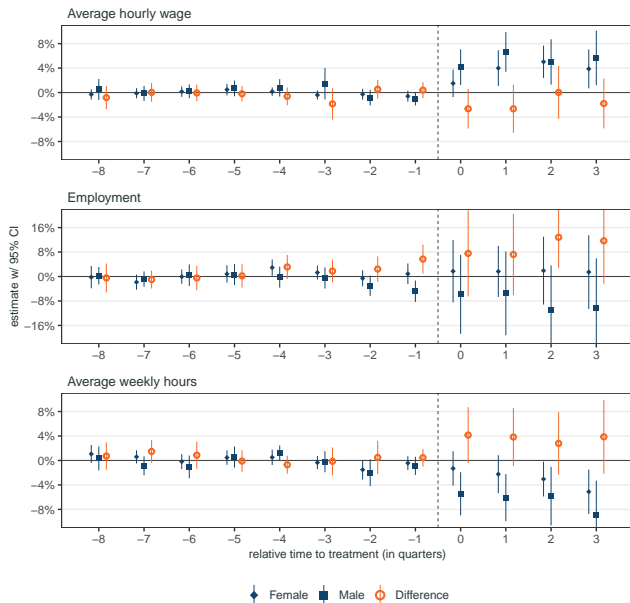 Average hourly wage
8%
4%
0%
−4%
−8%
−8 −7 −6 −5 −4 −3 −2 −1 0 1 2 3
Employment
16%
8%
0%
−8%
−16%
−8 −7 −6 −5 −4 −3 −2 −1 0 1 2 3
estimate w/ 95% CI
Average weekly hours
8%
4%
0%
−4%
−8%
−8 −7 −6 −5 −4 −3 −2 −1 0 1 2 3
relative time to treatment (in quarters)
Female Male Difference